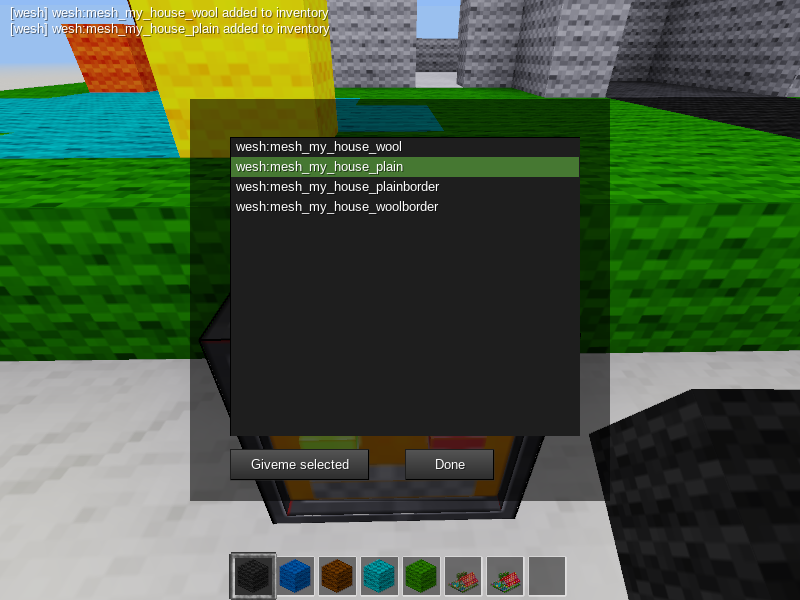 [wesh] wesh:mesh_my_house_wool added to inventory
[wesh] wesh:mesh_my_house_plain added to inventory
wesh:mesh_my_house_wool
wesh:mesh_my_house_plain
wesh:mesh_my_house_plainborder
wesh:mesh_my_house_woolborder
Giveme selected
Done